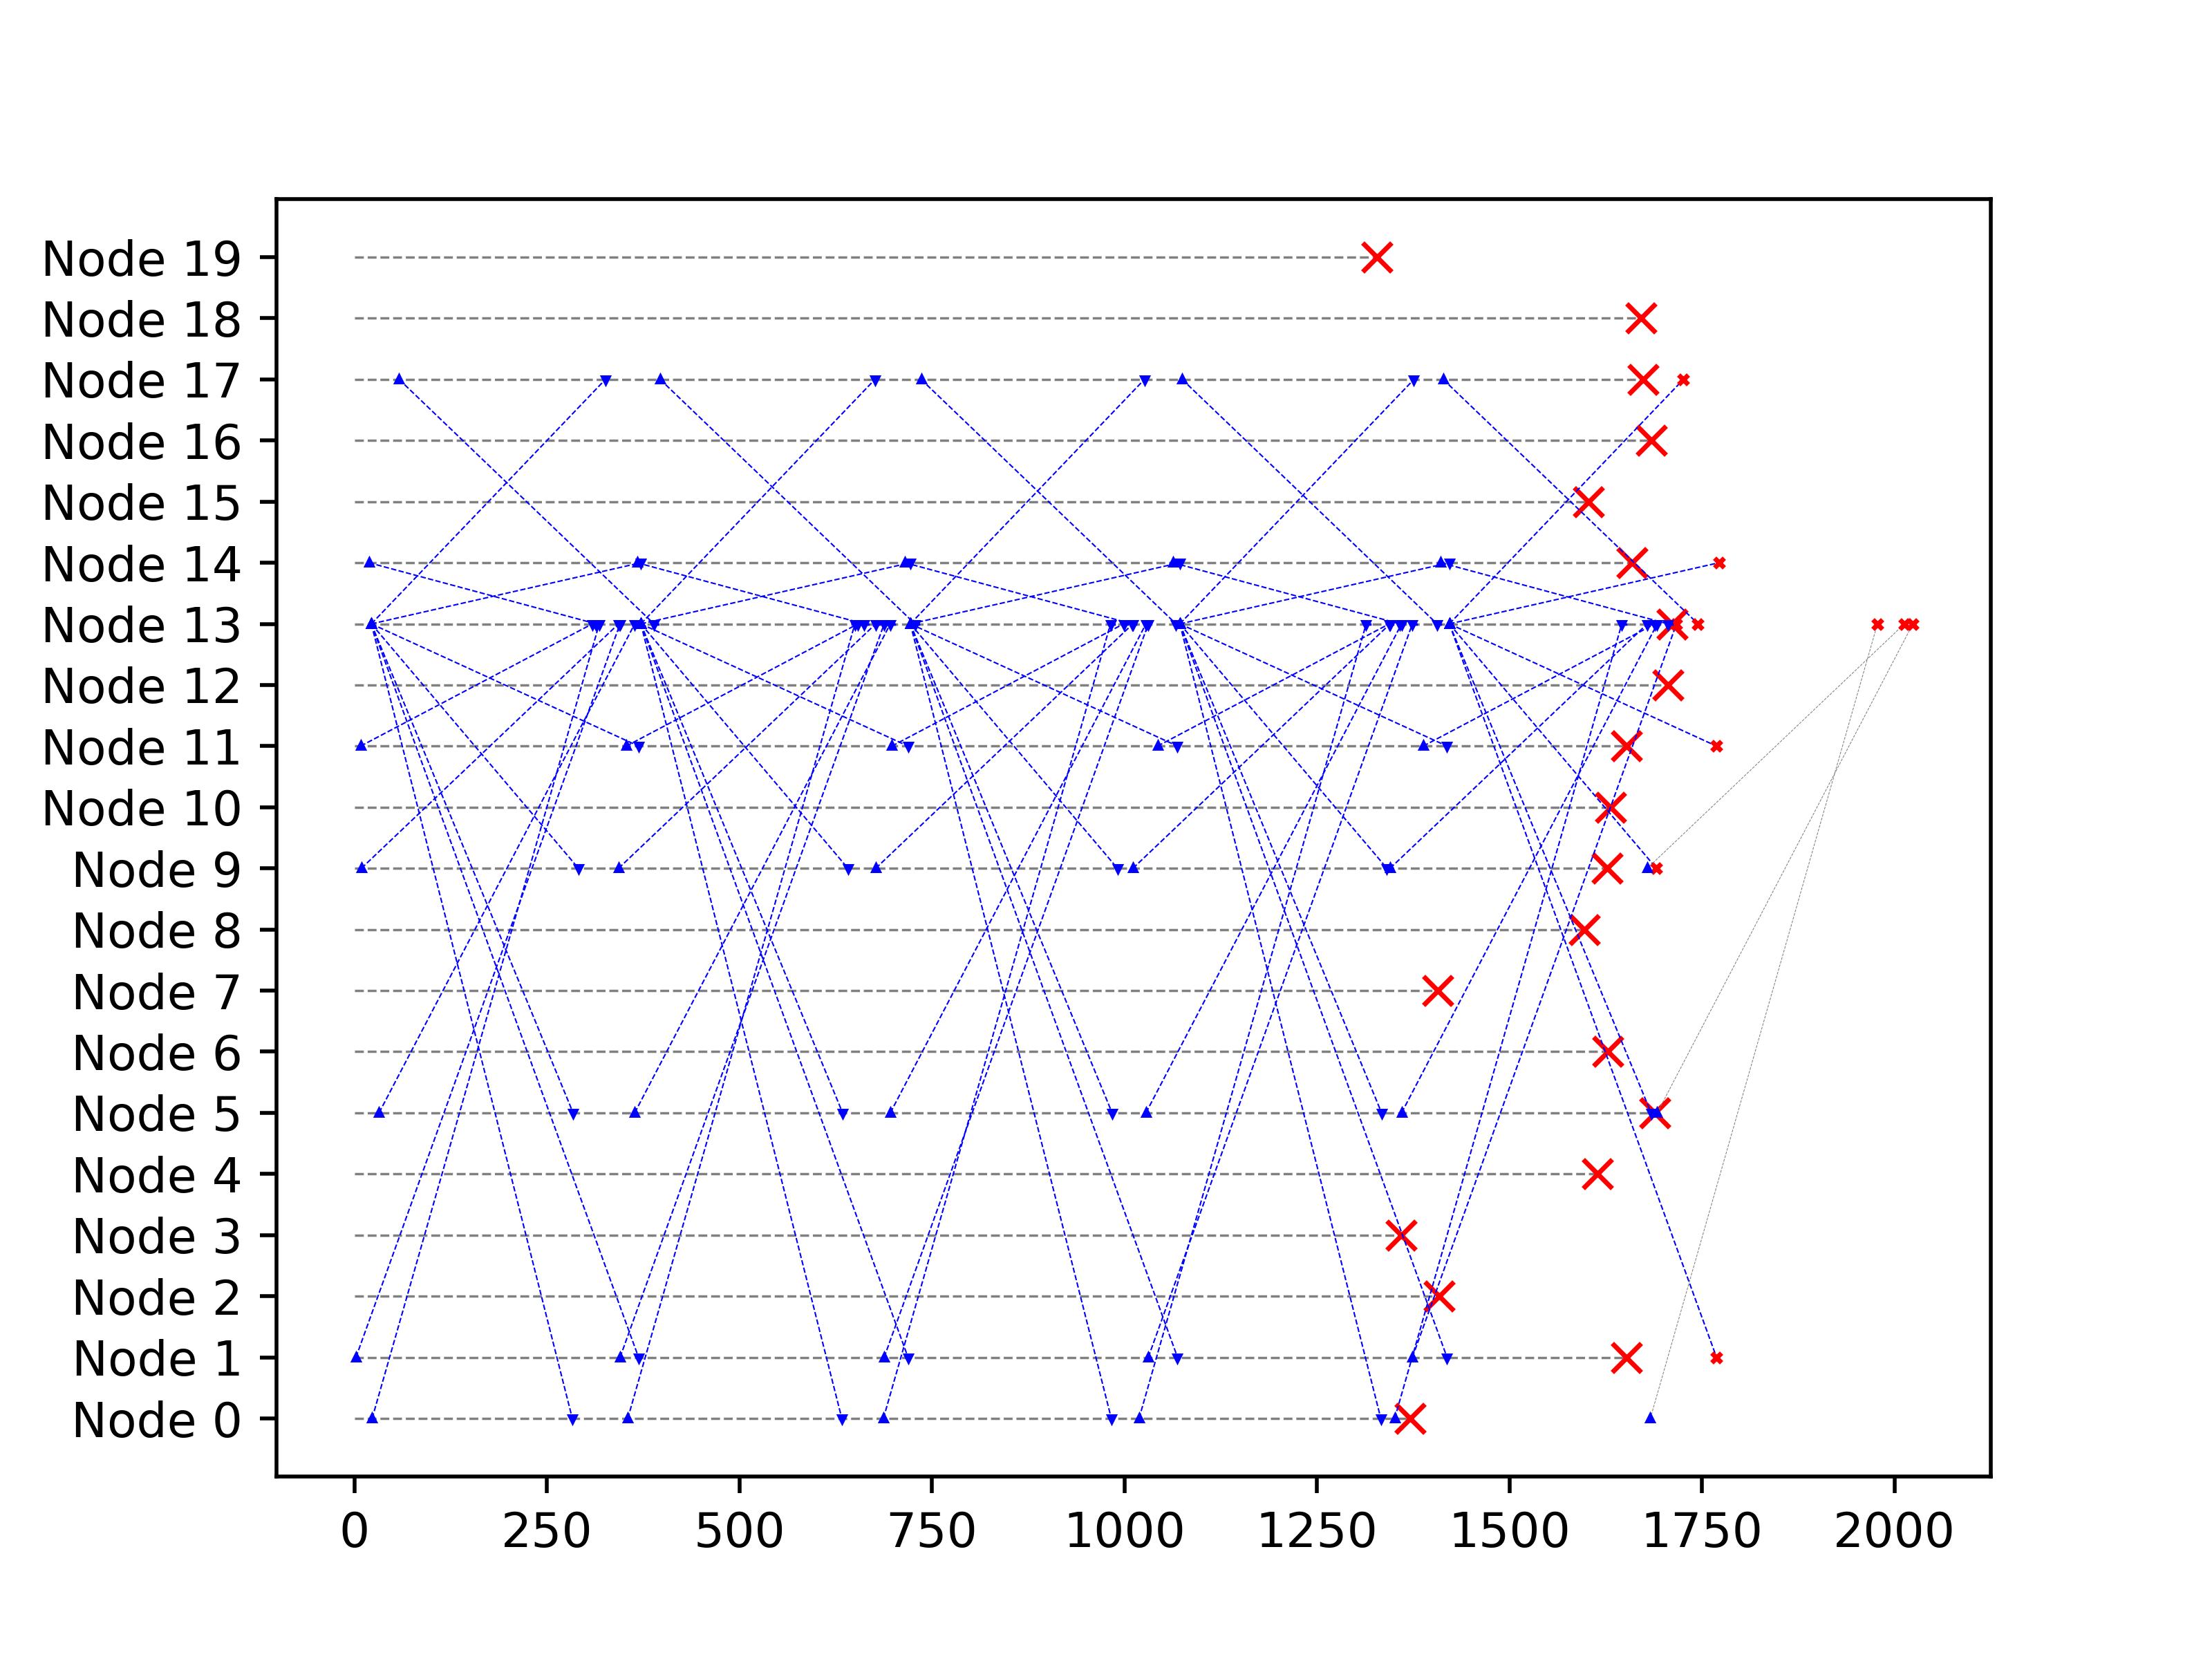 Node 19
Node 18
Node 17
Node 16
Node 15
Node 14
Node 13
Node 12
Node 11
Node 10
Node 9
Node 8
Node 7
Node 6
Node 5
Node 4
Node 3
Node 2
Node 1
Node 0
0 250 500 750 1000 1250 1500 1750 2000